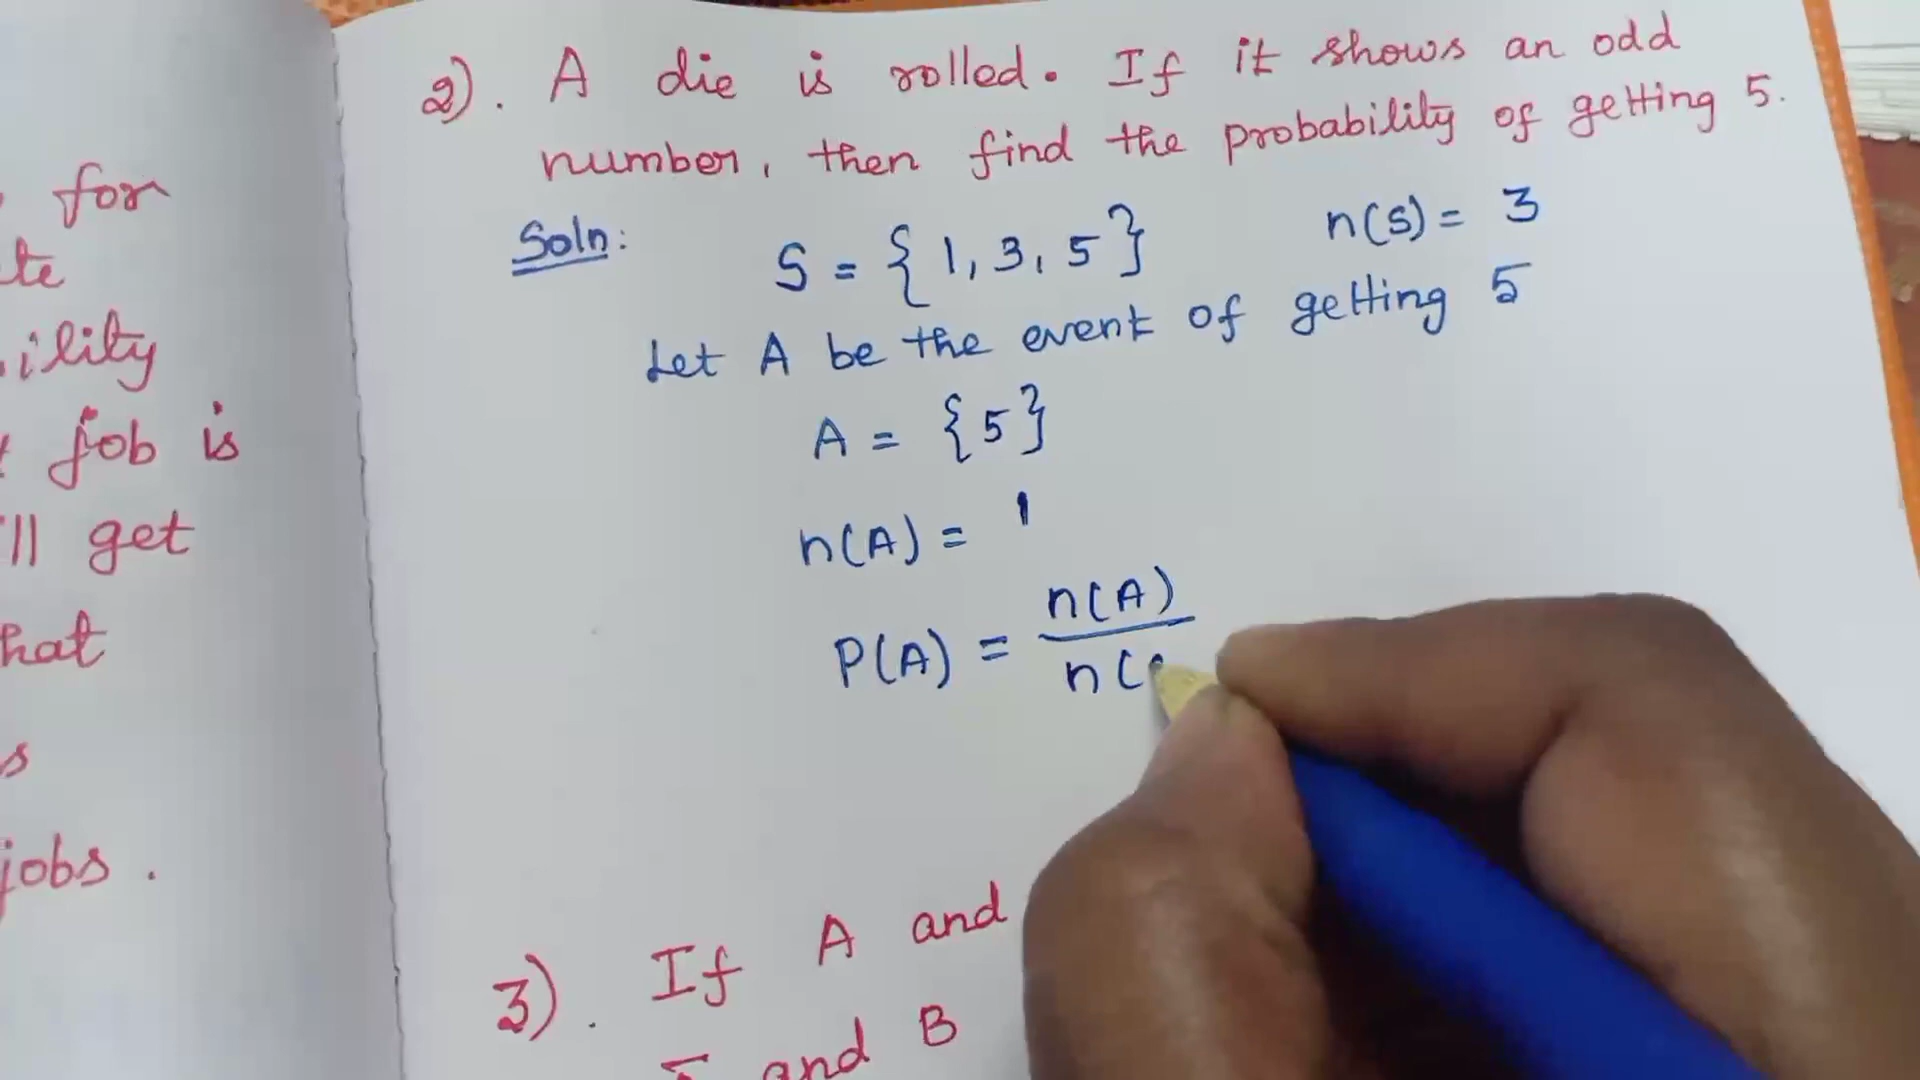 for
te
ility
job is
'll get
hat
s
jobs.
2). A die is rolled. If it shows an odd
number, then find the probability of getting 5.
Soln: S = {1, 3, 5} n(S) = 3
Let A be the event of getting 5
A = {5}
n(A) = 1
P(A) = n(A)
n(
3). If A and
and B